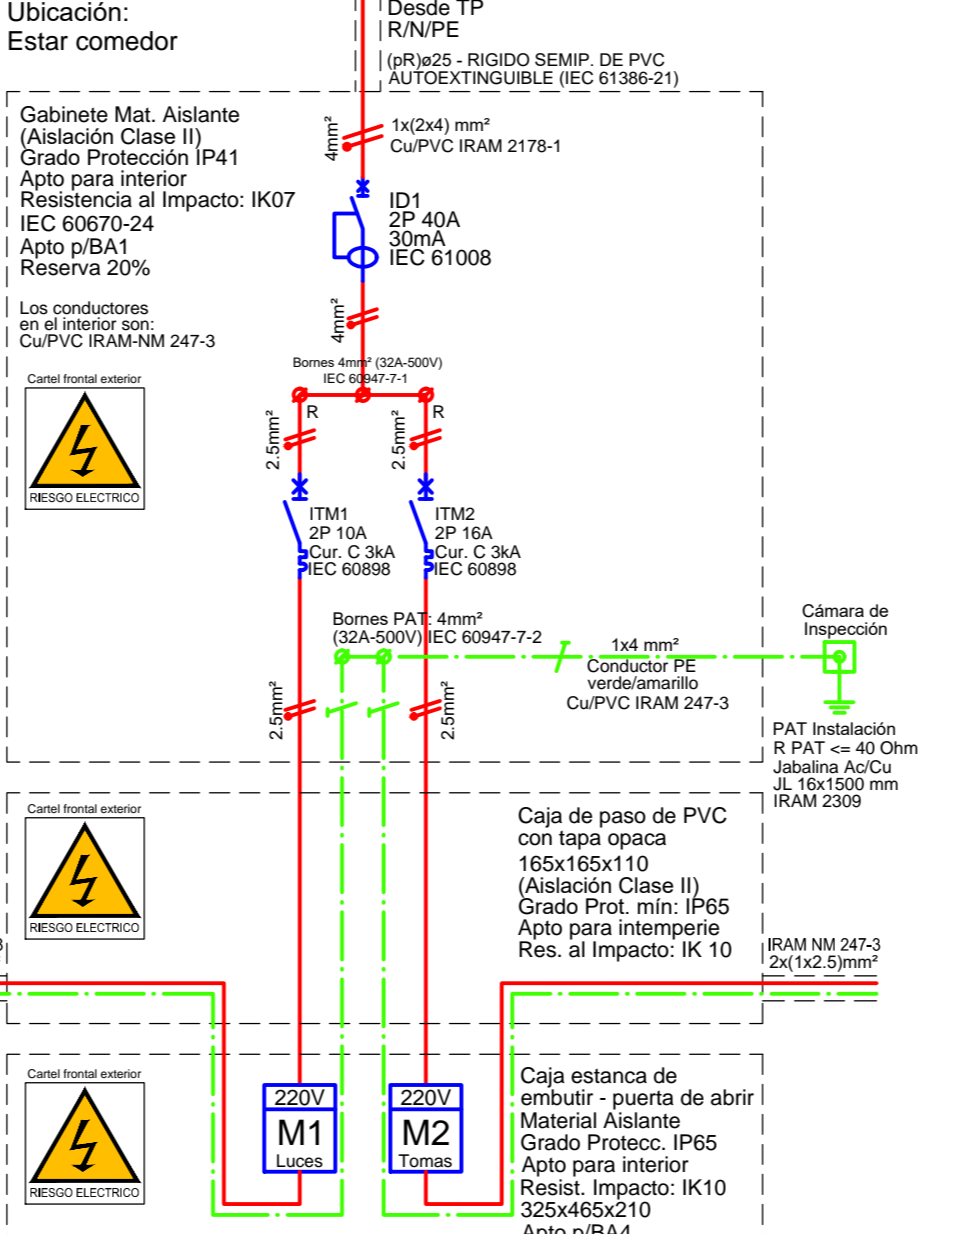 Ubicación:
Estar comedor
Desde TP
R/N/PE
(pR)ø25 - RIGIDO SEMIP. DE PVC
AUTOEXTINGUIBLE (IEC 61386-21)
Gabinete Mat. Aislante
(Aislación Clase II)
Grado Protección IP41
Apto para interior
Resistencia al Impacto: IK07
IEC 60670-24
Apto p/BA1
Reserva 20%
Los conductores
en el interior son:
Cu/PVC IRAM-NM 247-3
4mm²
1x(2x4) mm²
Cu/PVC IRAM 2178-1
ID1
2P 40A
30mA
IEC 61008
4mm²
Bornes 4mm² (32A-500V)
IEC 60947-7-1
Cartel frontal exterior
RIESGO ELECTRICO
R
R
2.5mm²
2.5mm²
ITM1
2P 10A
Cur. C 3kA
IEC 60898
ITM2
2P 16A
Cur. C 3kA
IEC 60898
Bornes PAT: 4mm²
(32A-500V) IEC 60947-7-2
1x4 mm²
Conductor PE
verde/amarillo
Cu/PVC IRAM 247-3
Cámara de
Inspección
2.5mm²
2.5mm²
PAT Instalación
R PAT <= 40 Ohm
Jabalina Ac/Cu
JL 16x1500 mm
IRAM 2309
Cartel frontal exterior
RIESGO ELECTRICO
Caja de paso de PVC
con tapa opaca
165x165x110
(Aislación Clase II)
Grado Prot. mín: IP65
Apto para intemperie
Res. al Impacto: IK 10
IRAM NM 247-3
2x(1x2.5)mm²
Cartel frontal exterior
RIESGO ELECTRICO
220V
M1
Luces
220V
M2
Tomas
Caja estanca de
embutir - puerta de abrir
Material Aislante
Grado Protecc. IP65
Apto para interior
Resist. Impacto: IK10
325x465x210
Apto p/BA4